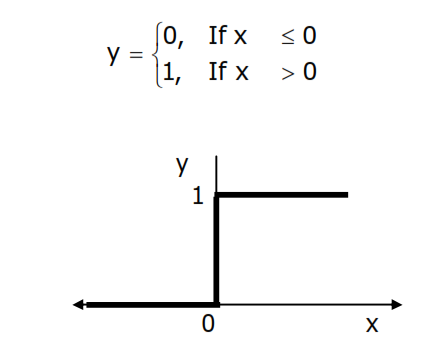 y = {0, If x ≤ 0
1, If x > 0
y
1
0 x